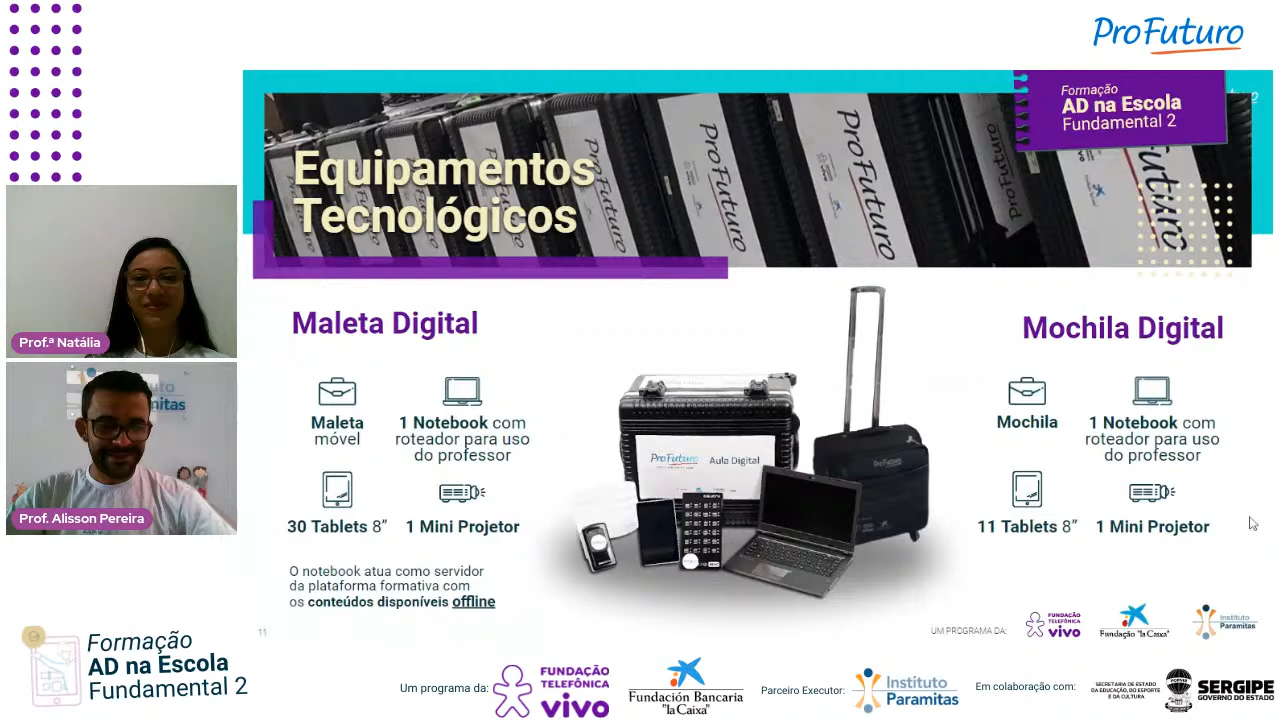 ProFuturo
Formação
AD na Escola
Fundamental 2
Equipamentos
Tecnológicos
ProFuturo
ProFuturo
ProFuturo
ProFuturo
Prof.ª Natália
Prof. Alisson Pereira
Maleta Digital
Maleta
móvel
1 Notebook com
roteador para uso
do professor
30 Tablets 8”
1 Mini Projetor
O notebook atua como servidor
da plataforma formativa com
os conteúdos disponíveis offline
ProFuturo
Aula Digital
ProFuturo
Mochila Digital
Mochila
1 Notebook com
roteador para uso
do professor
11 Tablets 8”
1 Mini Projetor
11
UM PROGRAMA DA:
FUNDAÇÃO
TELEFÔNICA
vivo
Fundação "la Caixa"
Instituto
Paramitas
Formação
AD na Escola
Fundamental 2
Um programa da:
FUNDAÇÃO
TELEFÔNICA
vivo
Fundación Bancaria
"la Caixa"
Parceiro Executor:
Instituto
Paramitas
Em colaboração com:
SECRETARIA DE ESTADO
DA EDUCAÇÃO, DO ESPORTE
E DA CULTURA
SERGIPE
GOVERNO DO ESTADO